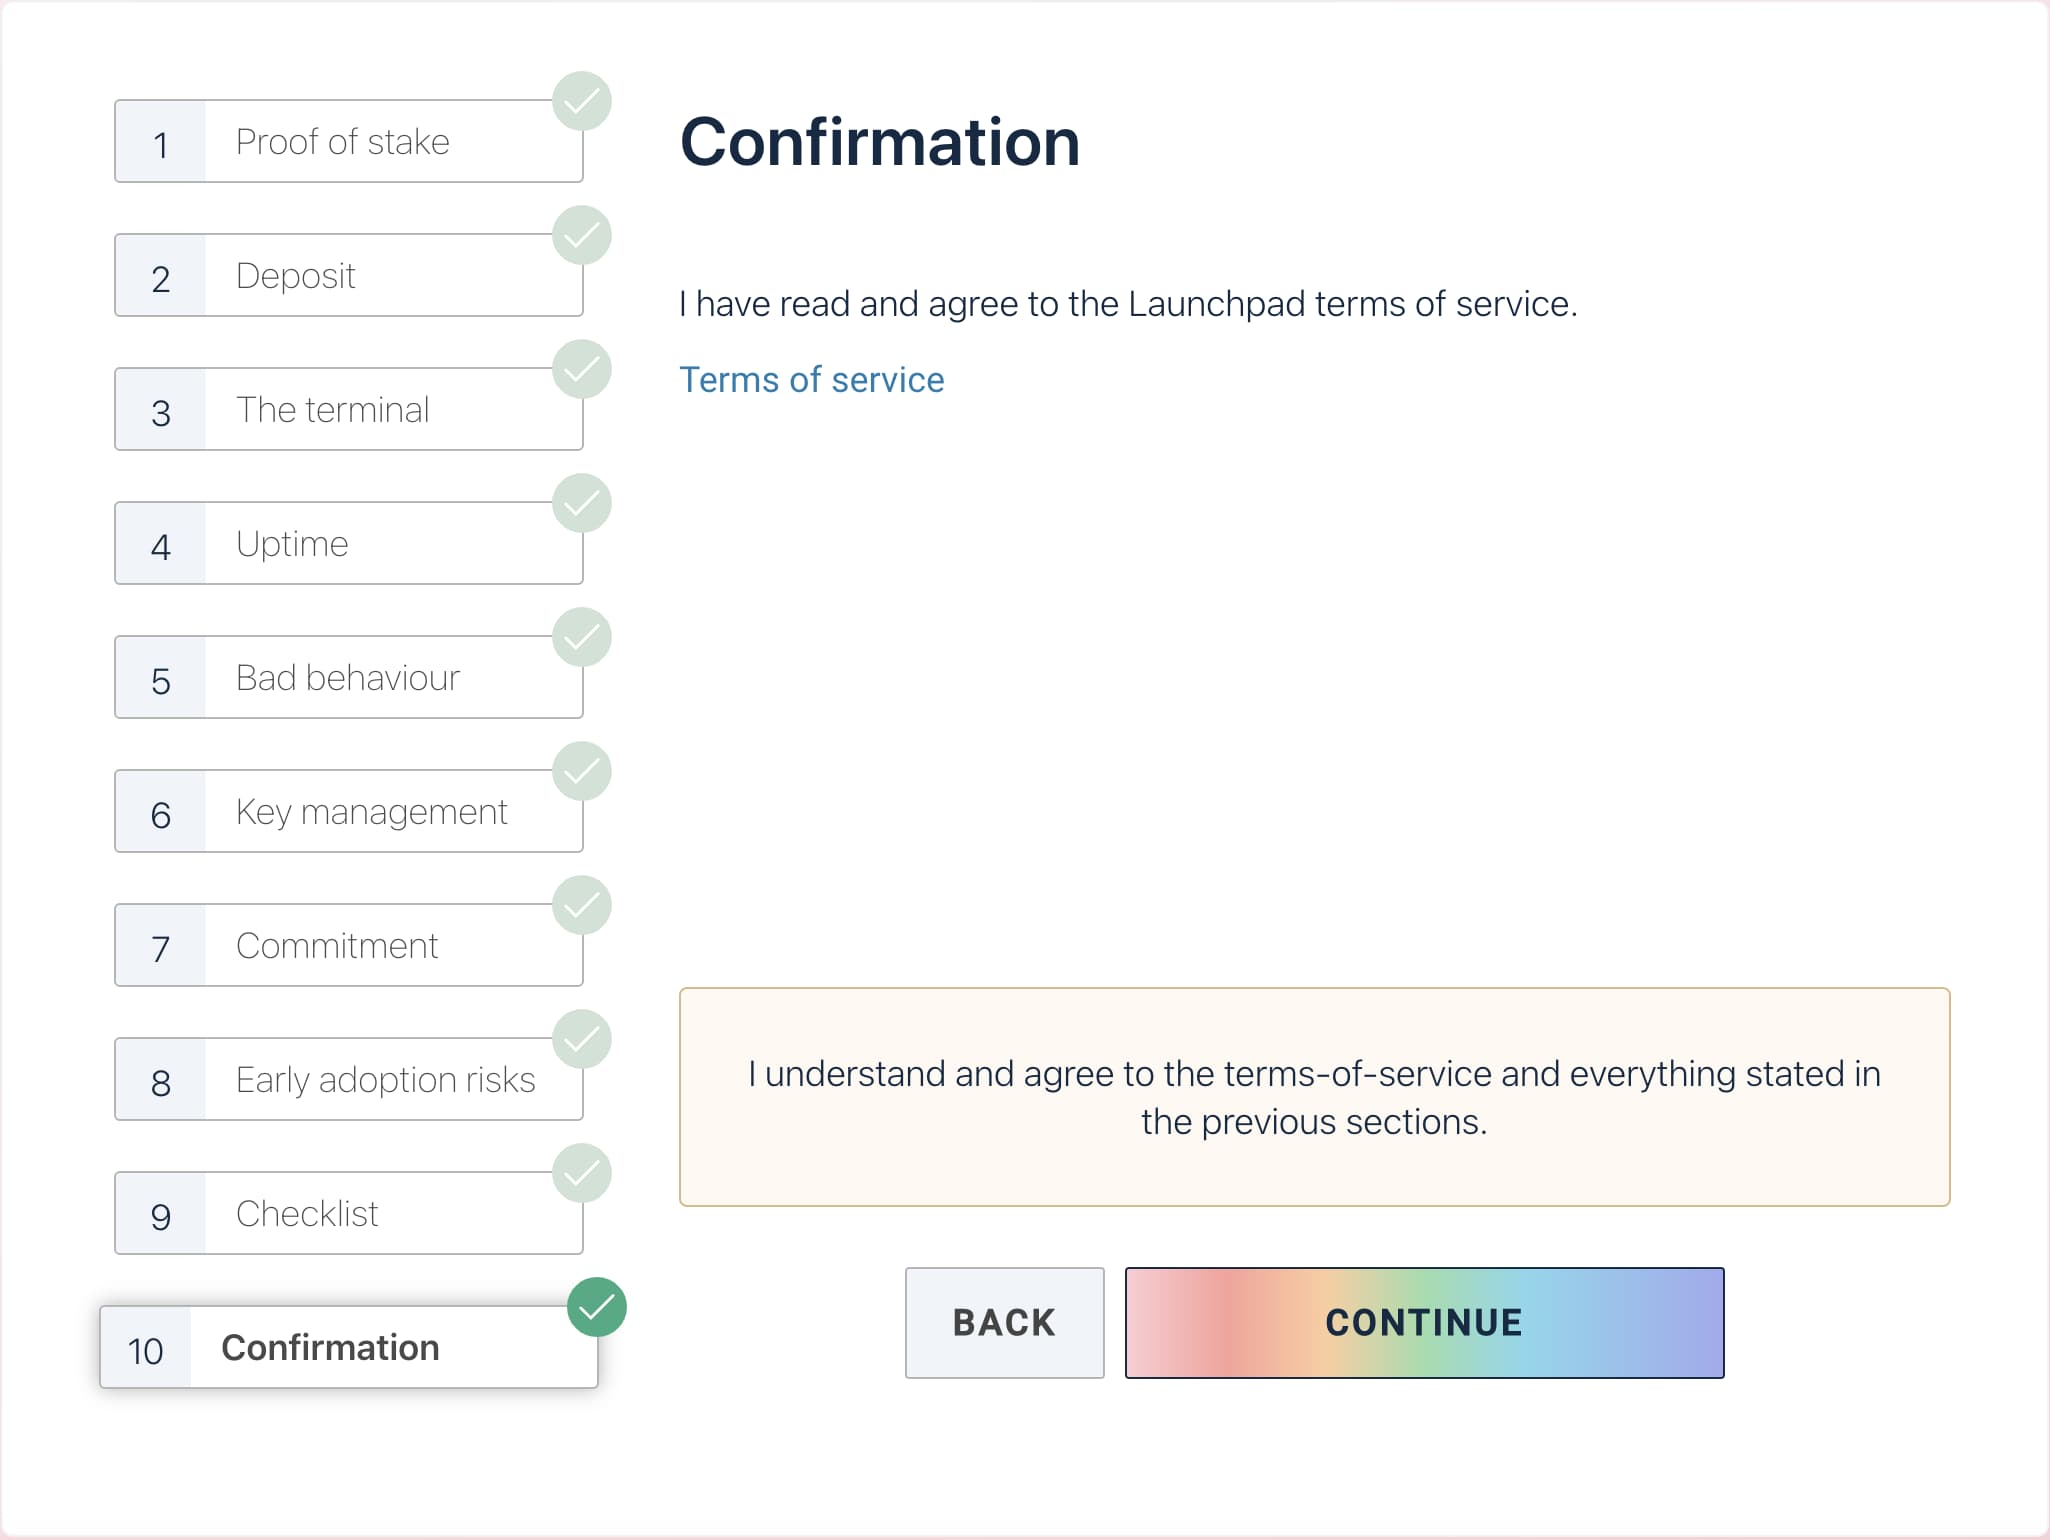 1 Proof of stake
2 Deposit
3 The terminal
4 Uptime
5 Bad behaviour
6 Key management
7 Commitment
8 Early adoption risks
9 Checklist
10 Confirmation
Confirmation
I have read and agree to the Launchpad terms of service.
Terms of service
I understand and agree to the terms-of-service and everything stated in
the previous sections.
BACK CONTINUE